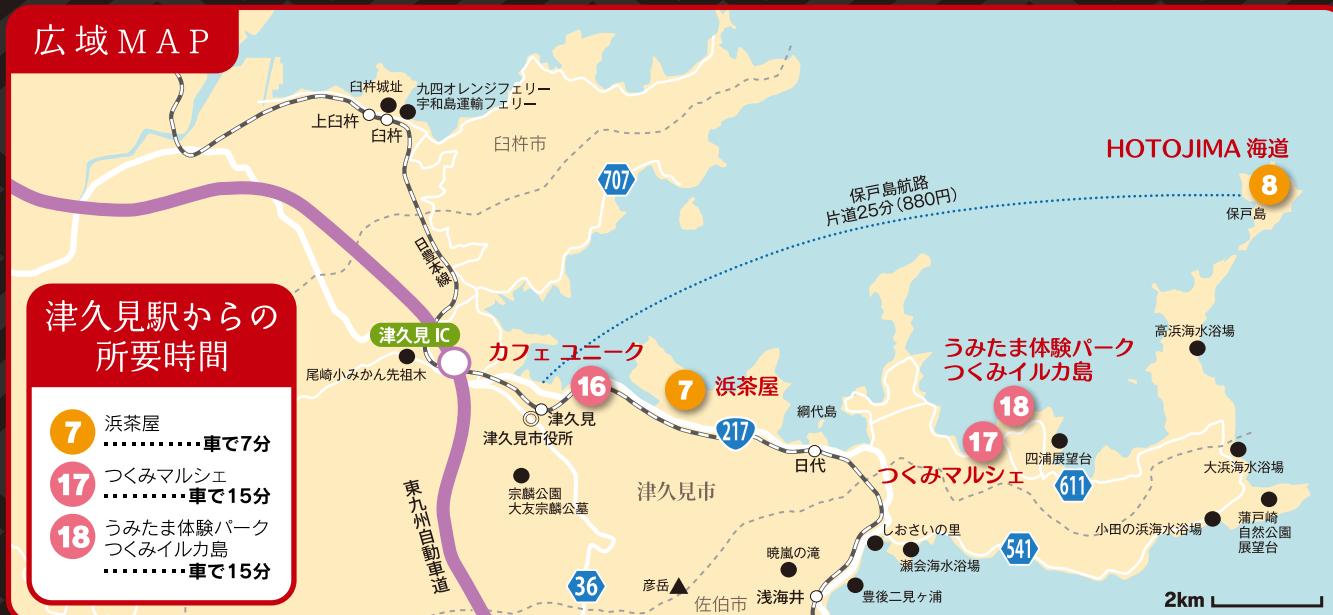 広域MAP
臼杵城址
九四オレンジフェリー
宇和島運輸フェリー
上臼杵
臼杵
臼杵市
707
HOTOJIMA 海道
8
保戸島
保戸島航路
片道25分(880円)
日豊本線
津久見 IC
尾崎小みかん先祖木
カフェ ユニーク
16
7
浜茶屋
津久見
津久見市役所
217
綱代島
日代
うみたま体験パーク
つくみイルカ島
18
17
つくみマルシェ
四浦展望台
611
高浜海水浴場
大浜海水浴場
小田の浜海水浴場
蒲戸崎
自然公園
展望台
宗麟公園
大友宗麟公墓
津久見市
東九州自動車道
しおさいの里
瀬会海水浴場
541
暁嵐の滝
36
彦岳
佐伯市
浅海井
豊後二見ヶ浦
2km
津久見駅からの
所要時間
7 浜茶屋
・・・・・・・・・・車で7分
17 つくみマルシェ
・・・・・・・・・車で15分
18 うみたま体験パーク
つくみイルカ島
・・・・・・・・・車で15分